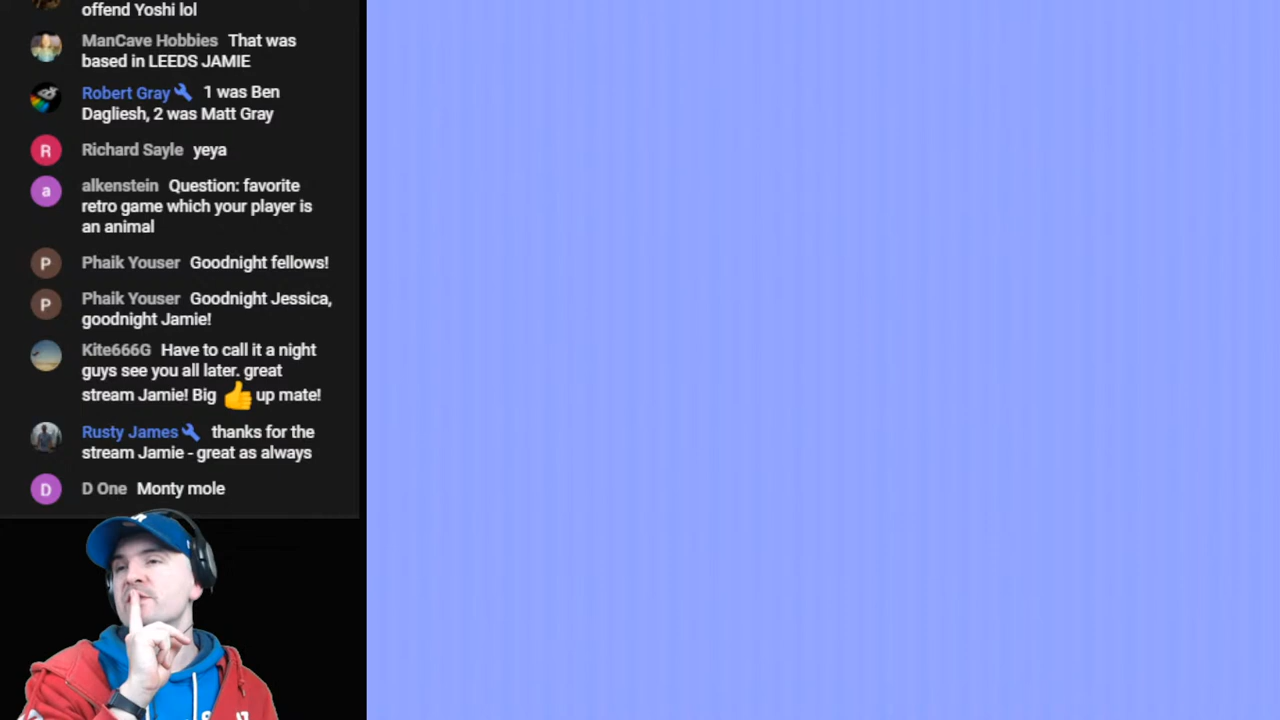 offend Yoshi lol
ManCave Hobbies That was
based in LEEDS JAMIE
Robert Gray 1 was Ben
Dagliesh, 2 was Matt Gray
R Richard Sayle yeya
a alkenstein Question: favorite
retro game which your player is
an animal
P Phaik Youser Goodnight fellows!
P Phaik Youser Goodnight Jessica,
goodnight Jamie!
Kite666G Have to call it a night
guys see you all later. great
stream Jamie! Big 👍 up mate!
Rusty James thanks for the
stream Jamie - great as always
D D One Monty mole